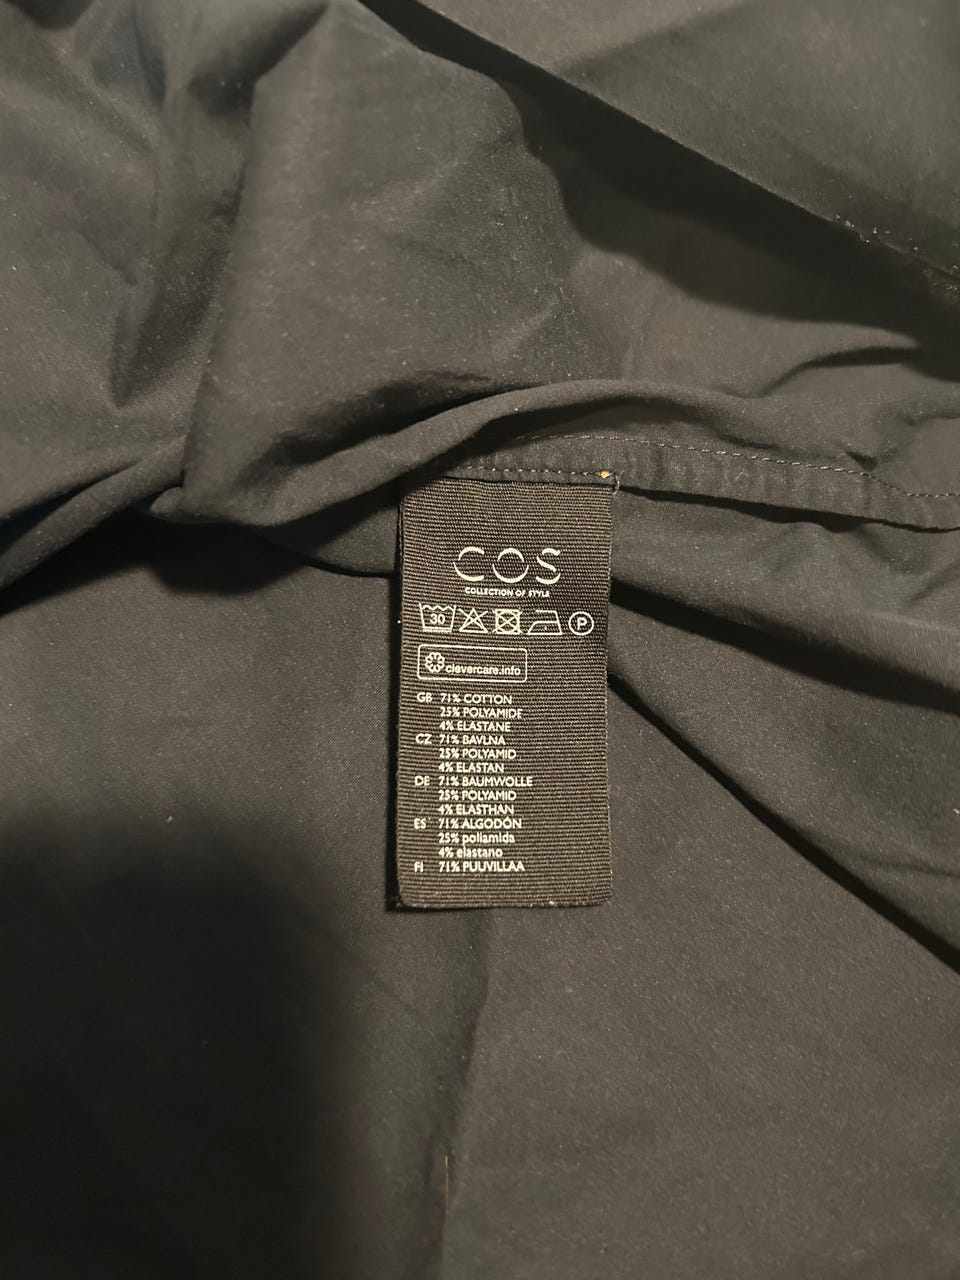 COS
COLLECTION OF STYLE
30 P
clevercare.info
GB 71% COTTON
25% POLYAMIDE
4% ELASTANE
CZ 71% BAVLNA
25% POLYAMID
4% ELASTAN
DE 71% BAUMWOLLE
25% POLYAMID
4% ELASTHAN
ES 71% ALGODÓN
25% poliamida
4% elastano
FI 71% PUUVILLAA